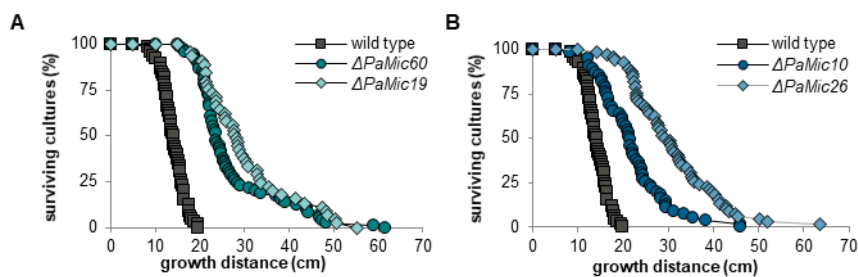 A
surviving cultures (%)
100
75
50
25
0
0 10 20 30 40 50 60 70
growth distance (cm)
wild type
ΔPaMic60
ΔPaMic19
B
surviving cultures (%)
100
75
50
25
0
0 10 20 30 40 50 60 70
growth distance (cm)
wild type
ΔPaMic10
ΔPaMic26